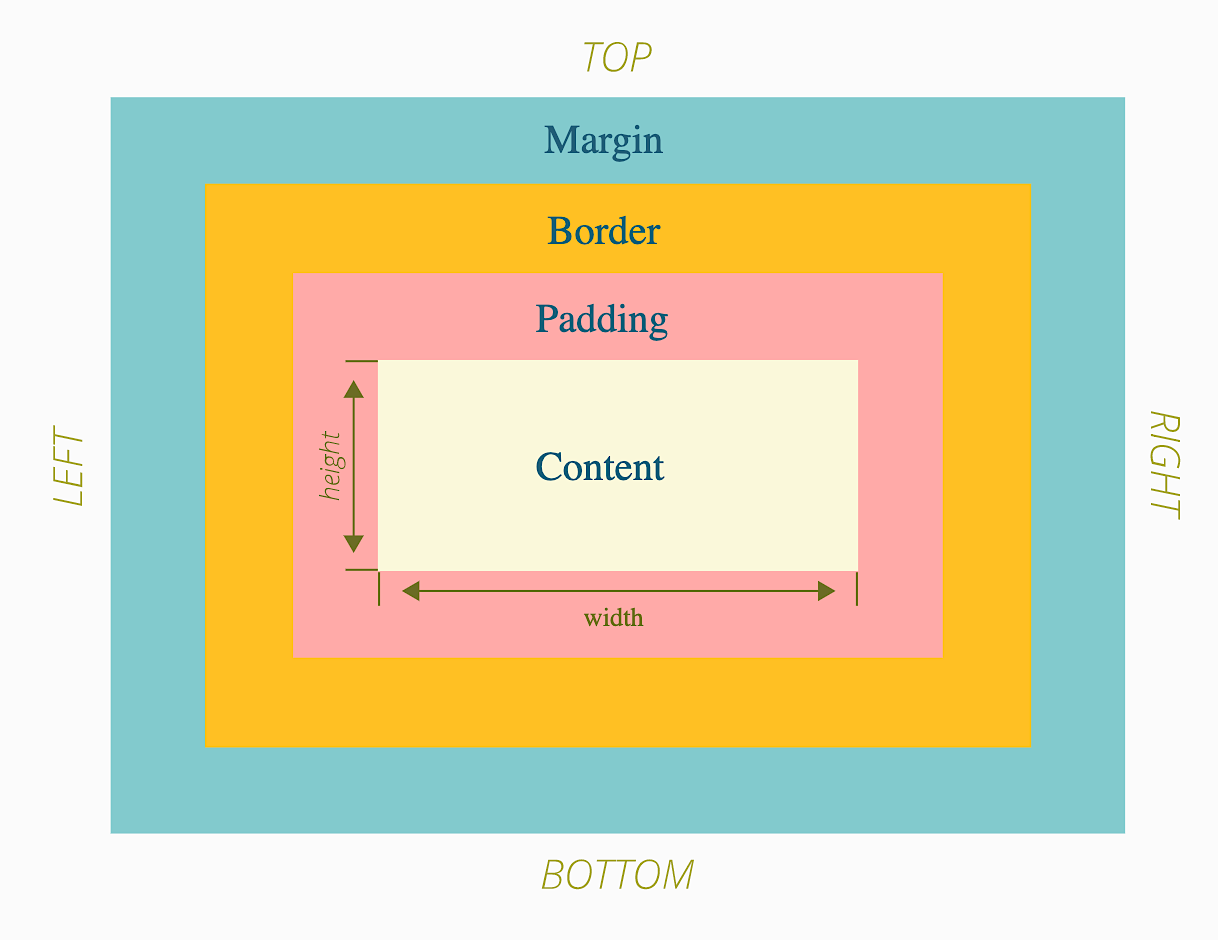 TOP
Margin
Border
Padding
LEFT
height
Content
RIGHT
width
BOTTOM